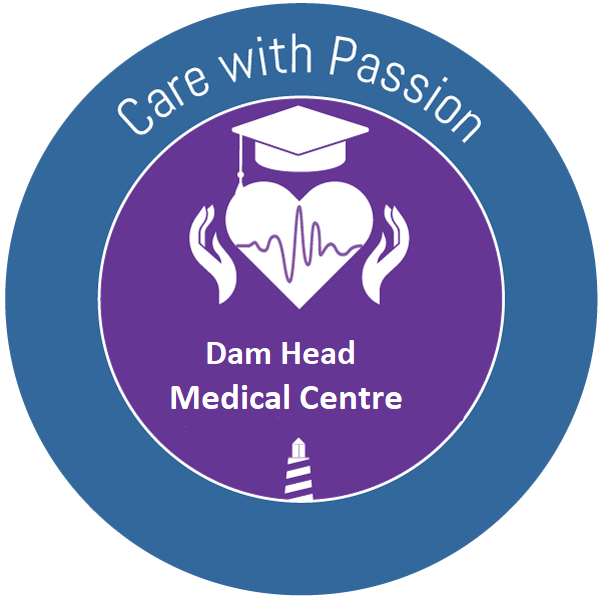 Care with Passion
Dam Head
Medical Centre